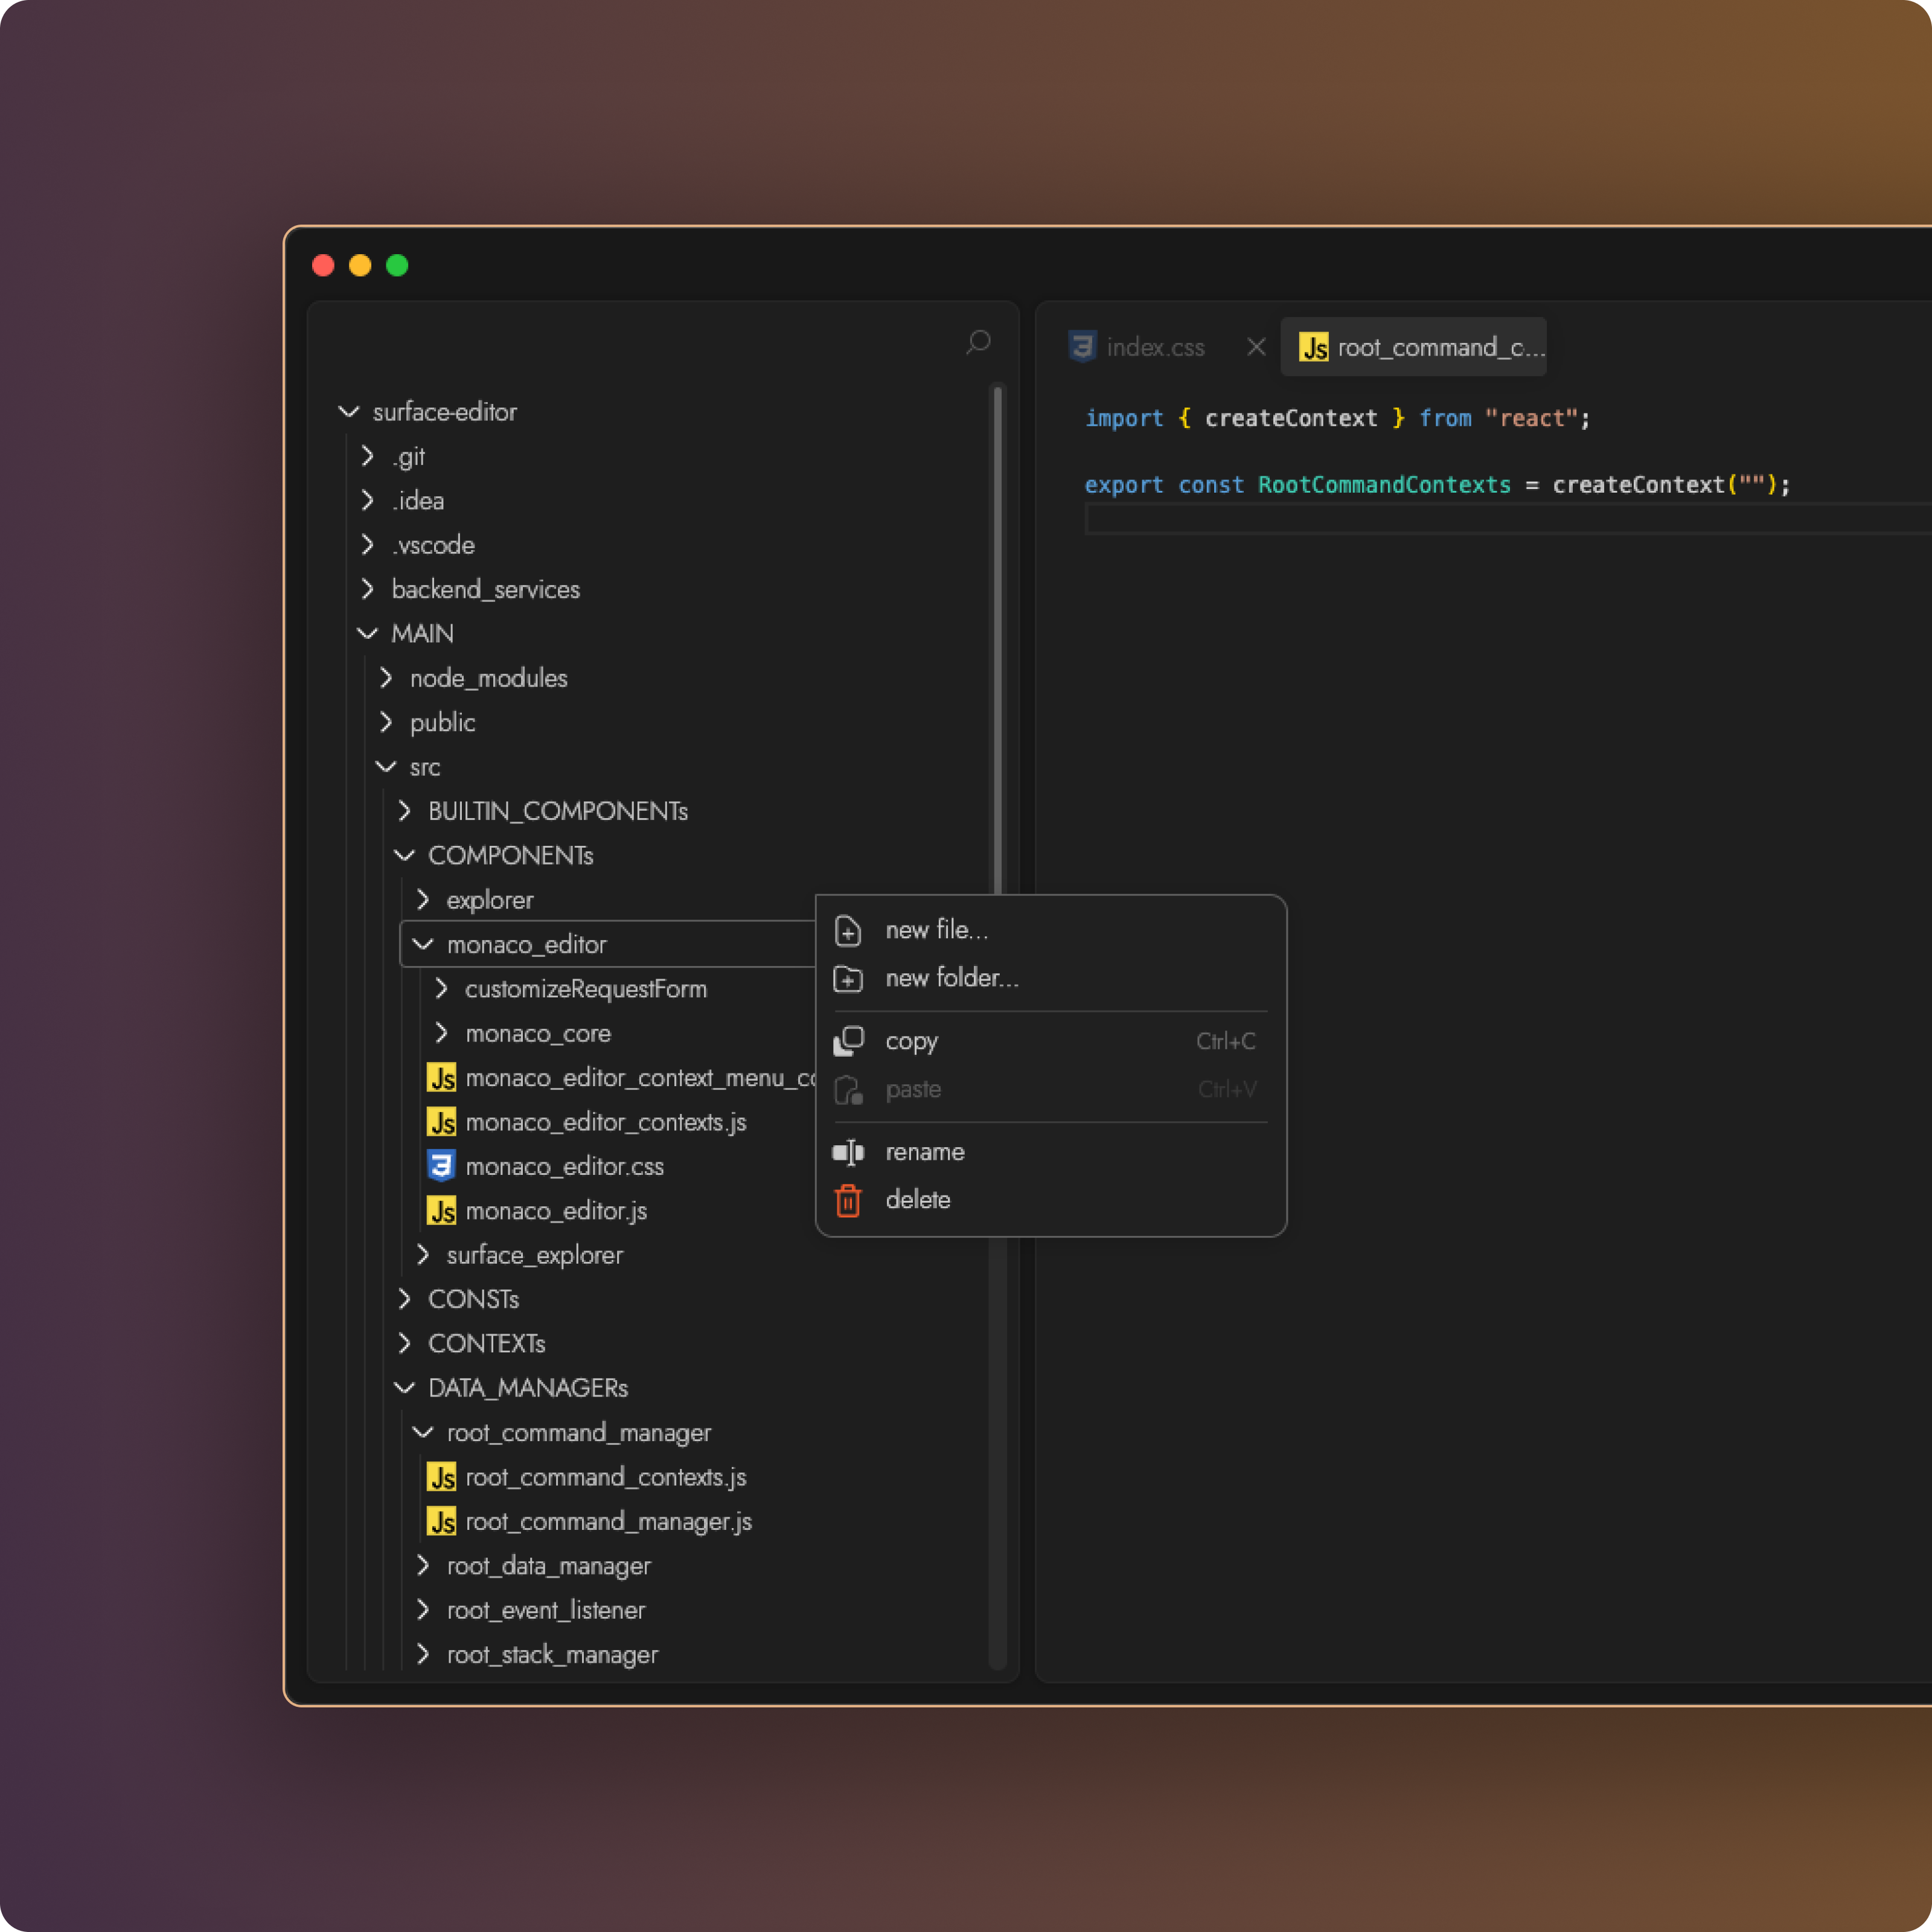 surface-editor
.git
.idea
.vscode
backend_services
MAIN
node_modules
public
src
BUILTIN_COMPONENTs
COMPONENTs
explorer
monaco_editor
customizeRequestForm
monaco_core
JS monaco_editor_context_menu_co
JS monaco_editor_contexts.js
3 monaco_editor.css
JS monaco_editor.js
surface_explorer
CONSTs
CONTEXTs
DATA_MANAGERs
root_command_manager
JS root_command_contexts.js
JS root_command_manager.js
root_data_manager
root_event_listener
root_stack_manager
3 index.css
JS root_command_c...
import { createContext } from "react";
export const RootCommandContexts = createContext("");
new file...
new folder...
copy Ctrl+C
paste Ctrl+V
rename
delete